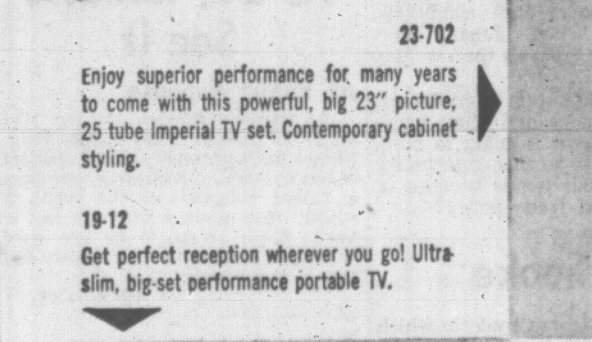 23-702
Enjoy superior performance for many years
to come with this powerful, big 23" picture,
25 tube Imperial TV set. Contemporary cabinet
styling.
19-12
Get perfect reception wherever you go! Ultra-
slim, big-set performance portable TV.